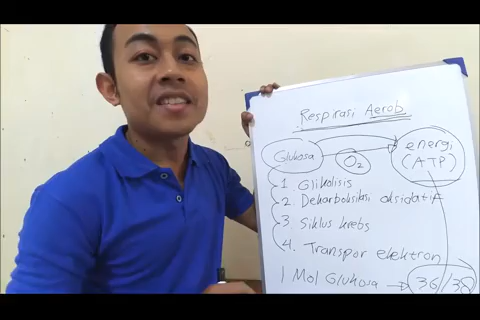 Respirasi Aerob
Glukosa
O2
energi
(ATP)
1. Glikolisis
2 Dekarboksilasi oksidatif
3 Siklus krebs
4. Transpor elektron
1 Mol Glukosa → 36/38